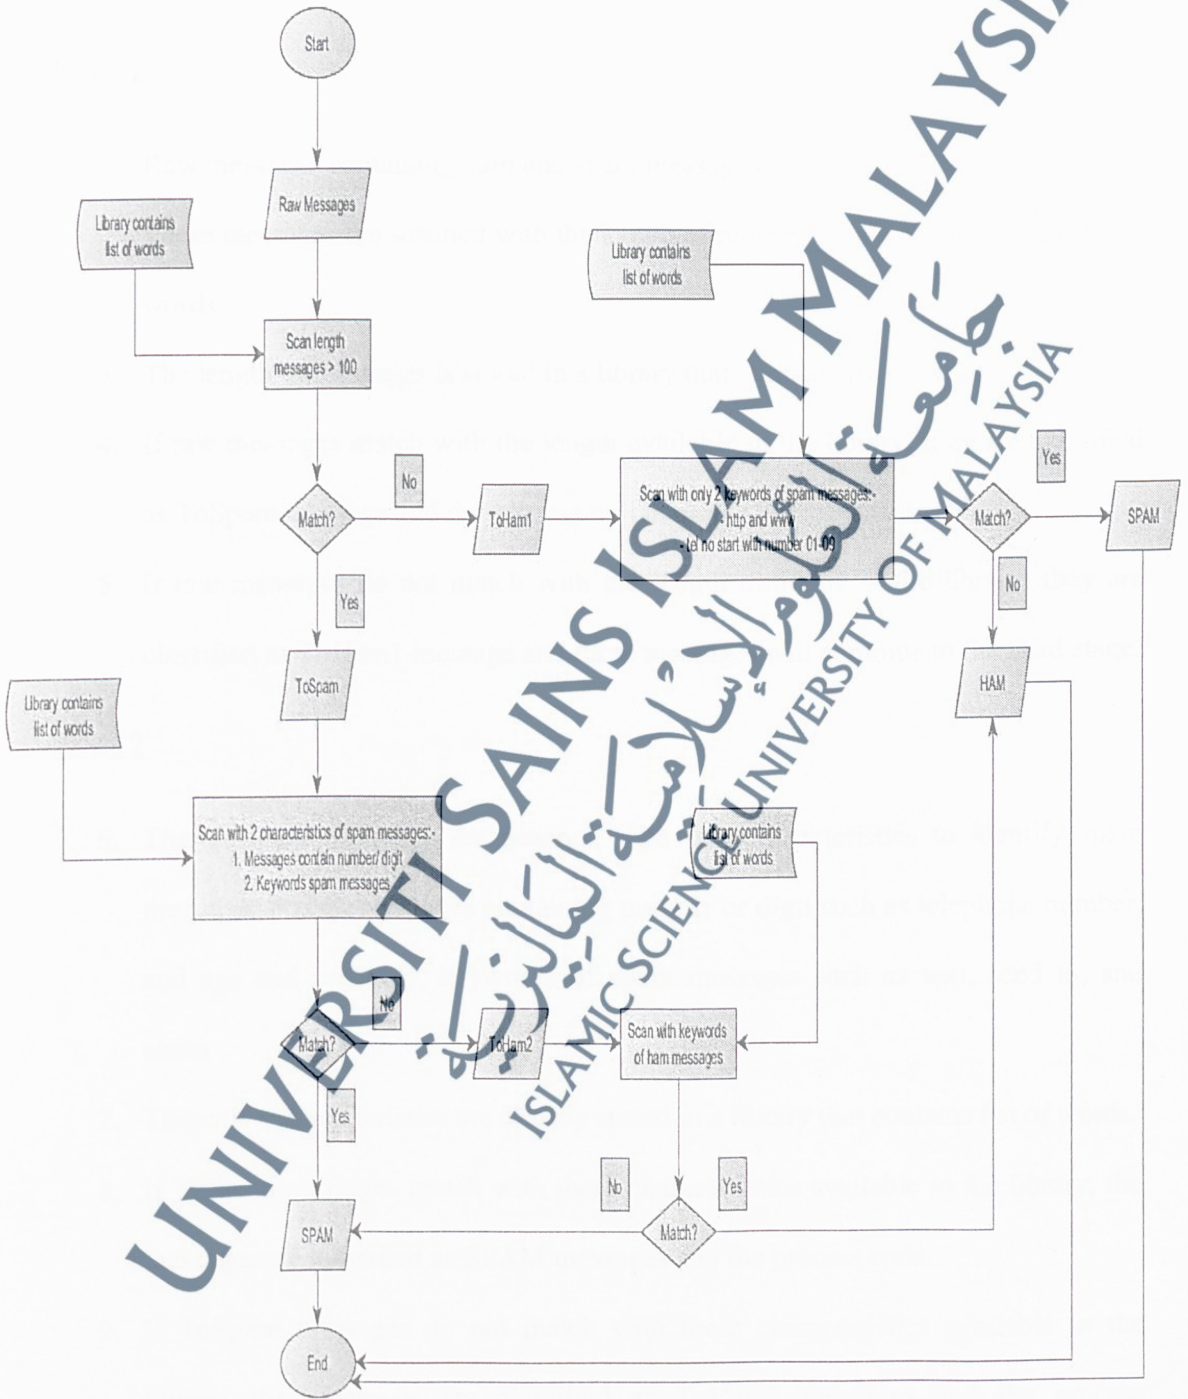 Start
Raw Messages
Library contains
list of words
Scan length
messages > 100
Match?
No
ToHam1
Library contains
list of words
Scan with only 2 keywords of spam messages:-
- http and www
- tel no start with number 01-09
Match?
Yes
SPAM
No
HAM
Yes
ToSpam
Library contains
list of words
Scan with 2 characteristics of spam messages:-
1. Messages contain number/ digit
2. Keywords spam messages
Match?
No
ToHam2
Library contains
list of words
Scan with keywords
of ham messages
Yes
No
Yes
Match?
SPAM
End
UNIVERSITI SAINS ISLAM MALAYSIA
جامعة العلوم الإسلامية الماليزية
ISLAMIC SCIENCE UNIVERSITY OF MALAYSIA